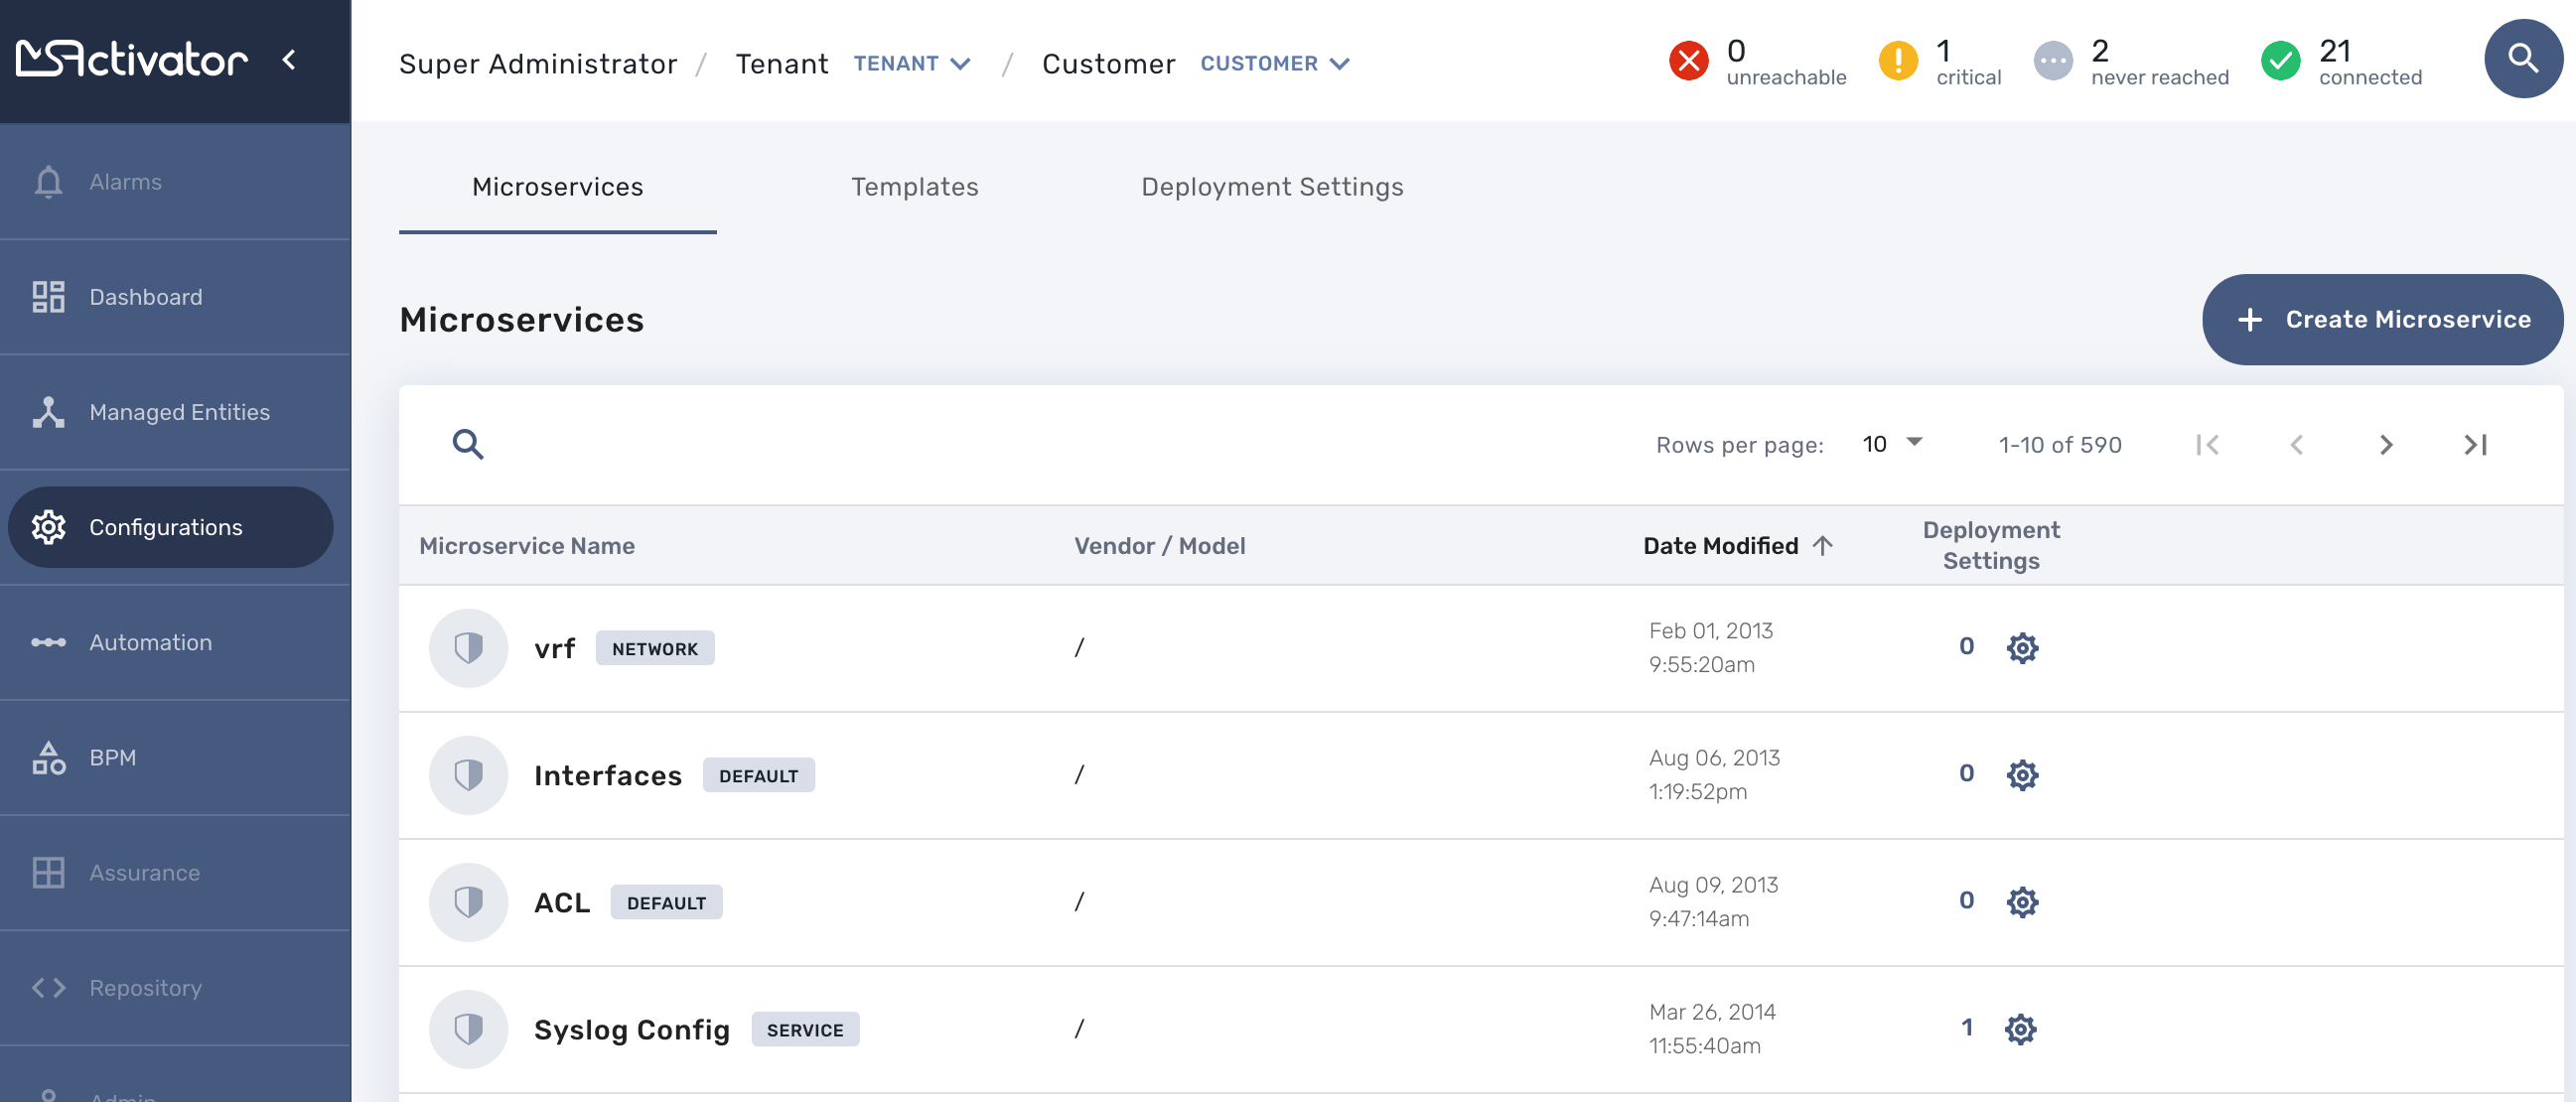 MSActivator
Super Administrator / Tenant TENANT / Customer CUSTOMER
0 unreachable
1 critical
2 never reached
21 connected
Alarms
Dashboard
Managed Entities
Configurations
Automation
BPM
Assurance
Repository
Admin
Microservices Templates Deployment Settings
Microservices
+ Create Microservice
Rows per page: 10 1-10 of 590
Microservice Name Vendor / Model Date Modified Deployment Settings
vrf NETWORK / Feb 01, 2013 9:55:20am 0
Interfaces DEFAULT / Aug 06, 2013 1:19:52pm 0
ACL DEFAULT / Aug 09, 2013 9:47:14am 0
Syslog Config SERVICE / Mar 26, 2014 11:55:40am 1